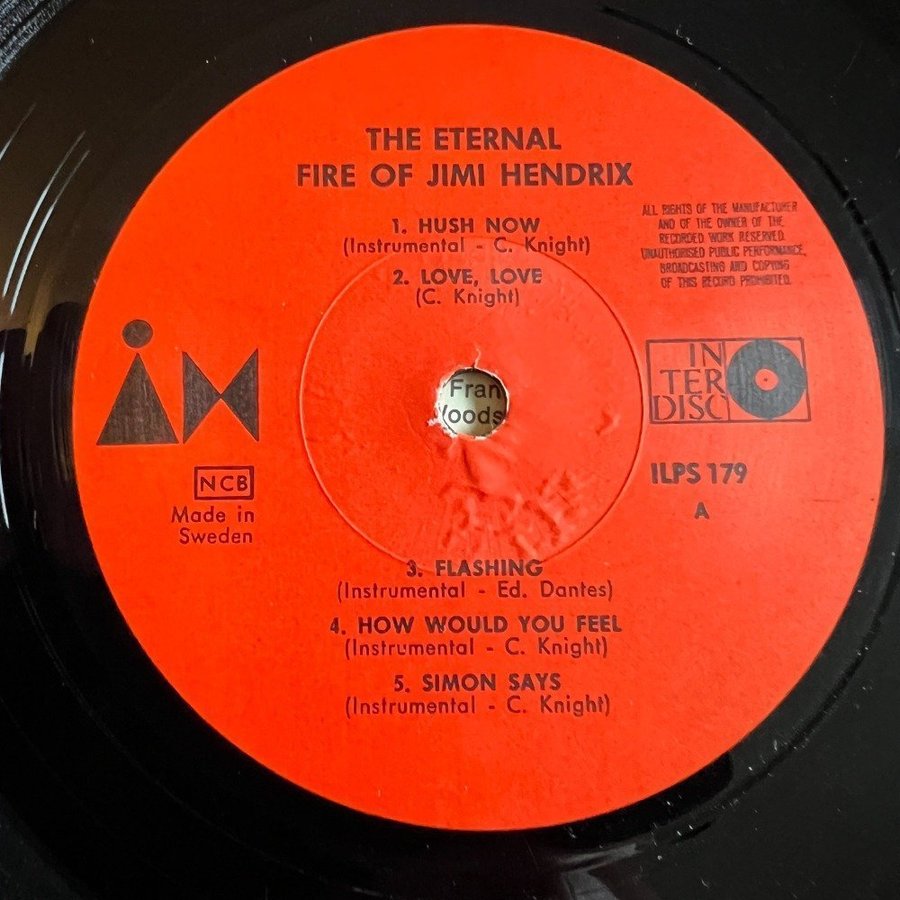 THE ETERNAL
FIRE OF JIMI HENDRIX
1. HUSH NOW
(Instrumental - C. Knight)
2. LOVE, LOVE
(C. Knight)
ALL RIGHTS OF THE MANUFACTURER
AND OF THE OWNER OF THE
RECORDED WORK RESERVED.
UNAUTHORISED PUBLIC PERFORMANCE,
BROADCASTING AND COPYING
OF THIS RECORD PROHIBITED.
IN
TER
DISC
Fran
oods
NCB
Made in
Sweden
ILPS 179
A
3. FLASHING
(Instrumental - Ed. Dantes)
4. HOW WOULD YOU FEEL
(Instrumental - C. Knight)
5. SIMON SAYS
(Instrumental - C. Knight)